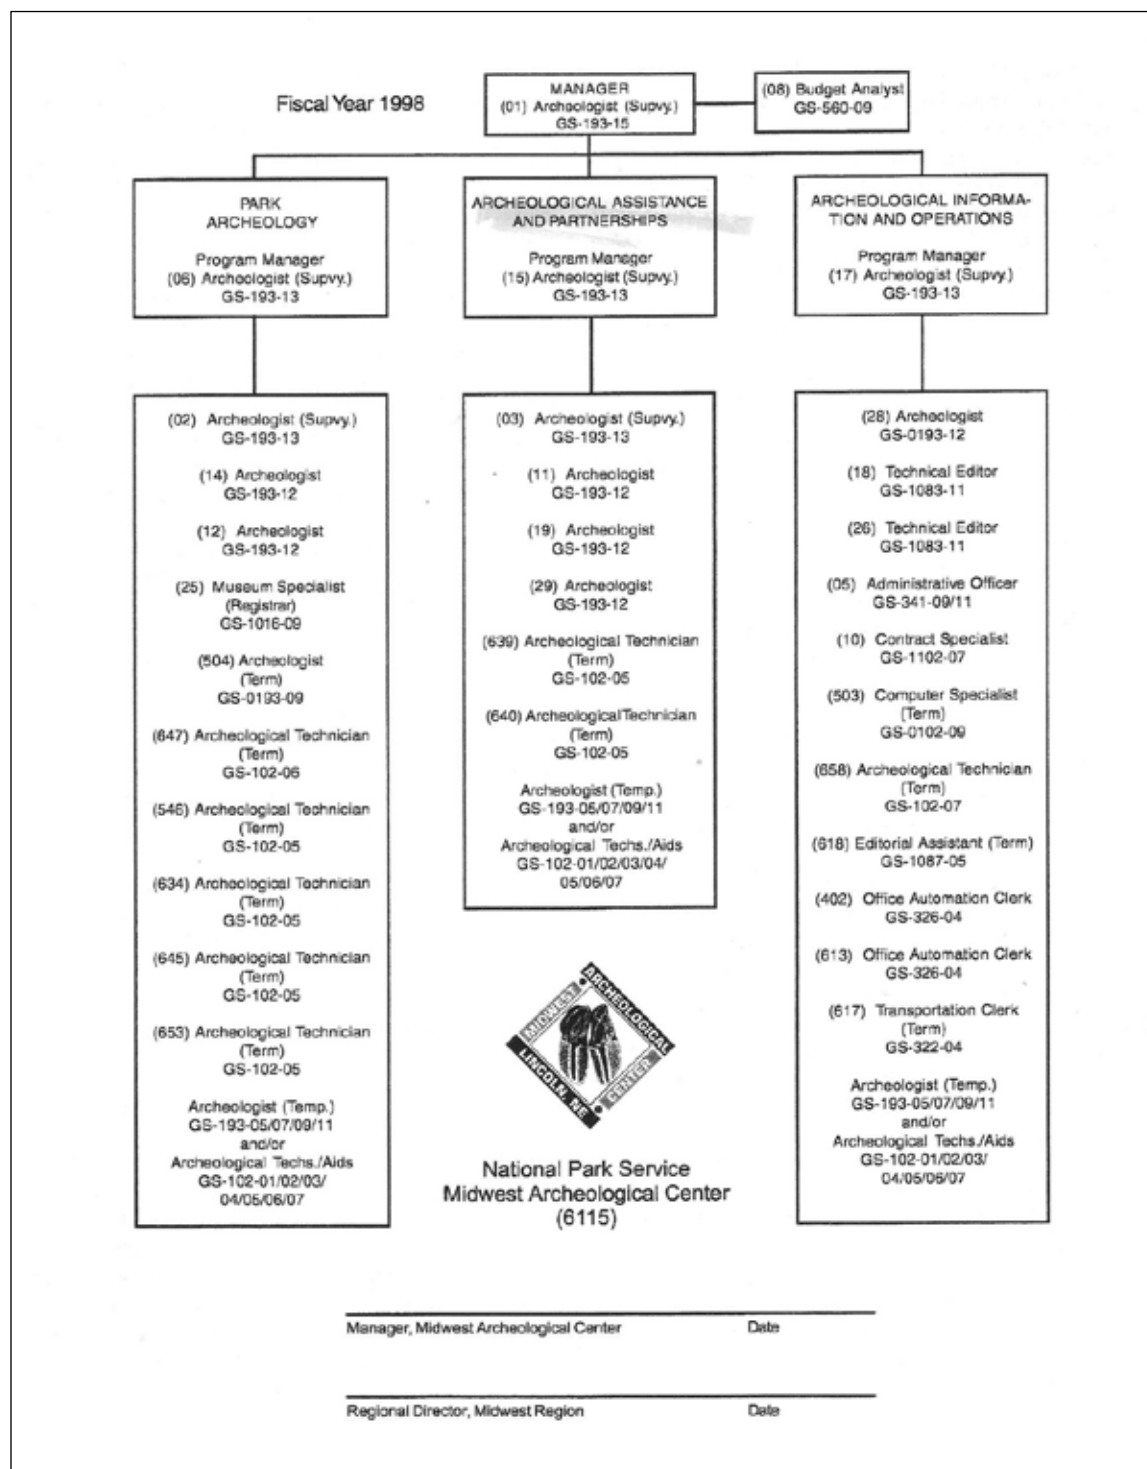 Fiscal Year 1998
MANAGER
(01) Archeologist (Supvy.)
GS-193-15
(08) Budget Analyst
GS-560-09
PARK
ARCHEOLOGY
Program Manager
(06) Archeologist (Supvy.)
GS-193-13
ARCHEOLOGICAL ASSISTANCE
AND PARTNERSHIPS
Program Manager
(15) Archeologist (Supvy.)
GS-193-13
ARCHEOLOGICAL INFORMA-
TION AND OPERATIONS
Program Manager
(17) Archeologist (Supvy.)
GS-193-13
(02) Archeologist (Supvy.)
GS-193-13
(14) Archeologist
GS-193-12
(12) Archeologist
GS-193-12
(25) Museum Specialist
(Registrar)
GS-1016-09
(504) Archeologist
(Term)
GS-0193-09
(647) Archeological Technician
(Term)
GS-102-06
(546) Archeological Technician
(Term)
GS-102-05
(634) Archeological Technician
(Term)
GS-102-05
(645) Archeological Technician
(Term)
GS-102-05
(653) Archeological Technician
(Term)
GS-102-05
Archeologist (Temp.)
GS-193-05/07/09/11
and/or
Archeological Techs./Aids
GS-102-01/02/03/
04/05/06/07
(03) Archeologist (Supvy.)
GS-193-13
(11) Archeologist
GS-193-12
(19) Archeologist
GS-193-12
(29) Archeologist
GS-193-12
(639) Archeological Technician
(Term)
GS-102-05
(640) ArcheologicalTechnician
(Term)
GS-102-05
Archeologist (Temp.)
GS-193-05/07/09/11
and/or
Archeological Techs./Aids
GS-102-01/02/03/04/
05/06/07
(28) Archeologist
GS-0193-12
(18) Technical Editor
GS-1083-11
(26) Technical Editor
GS-1083-11
(05) Administrative Officer
GS-341-09/11
(10) Contract Specialist
GS-1102-07
(503) Computer Specialist
(Term)
GS-0102-09
(658) Archeological Technician
(Term)
GS-102-07
(618) Editorial Assistant (Term)
GS-1087-05
(402) Office Automation Clerk
GS-326-04
(613) Office Automation Clerk
GS-326-04
(617) Transportation Clerk
(Term)
GS-322-04
Archeologist (Temp.)
GS-193-05/07/09/11
and/or
Archeological Techs./Aids
GS-102-01/02/03/
04/05/06/07
MIDWEST
ARCHEOLOGICAL
CENTER
LINCOLN, NE
National Park Service
Midwest Archeological Center
(6115)
Manager, Midwest Archeological Center Date
Regional Director, Midwest Region Date